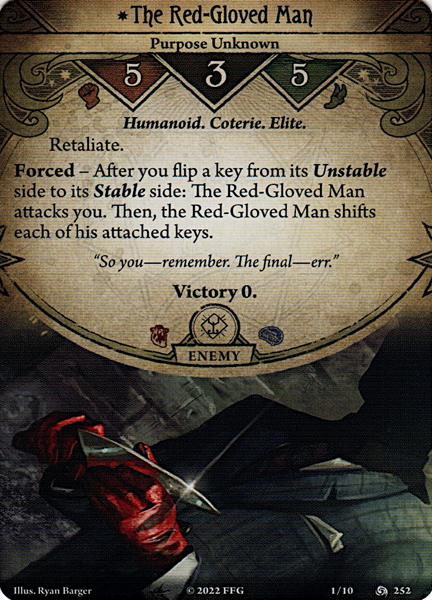 *The Red-Gloved Man
Purpose Unknown
5 3 5
Humanoid. Coterie. Elite.
Retaliate.
Forced – After you flip a key from its Unstable
side to its Stable side: The Red-Gloved Man
attacks you. Then, the Red-Gloved Man shifts
each of his attached keys.
“So you—remember. The final—err.”
Victory 0.
ENEMY
Illus. Ryan Barger © 2022 FFG 1/10 252